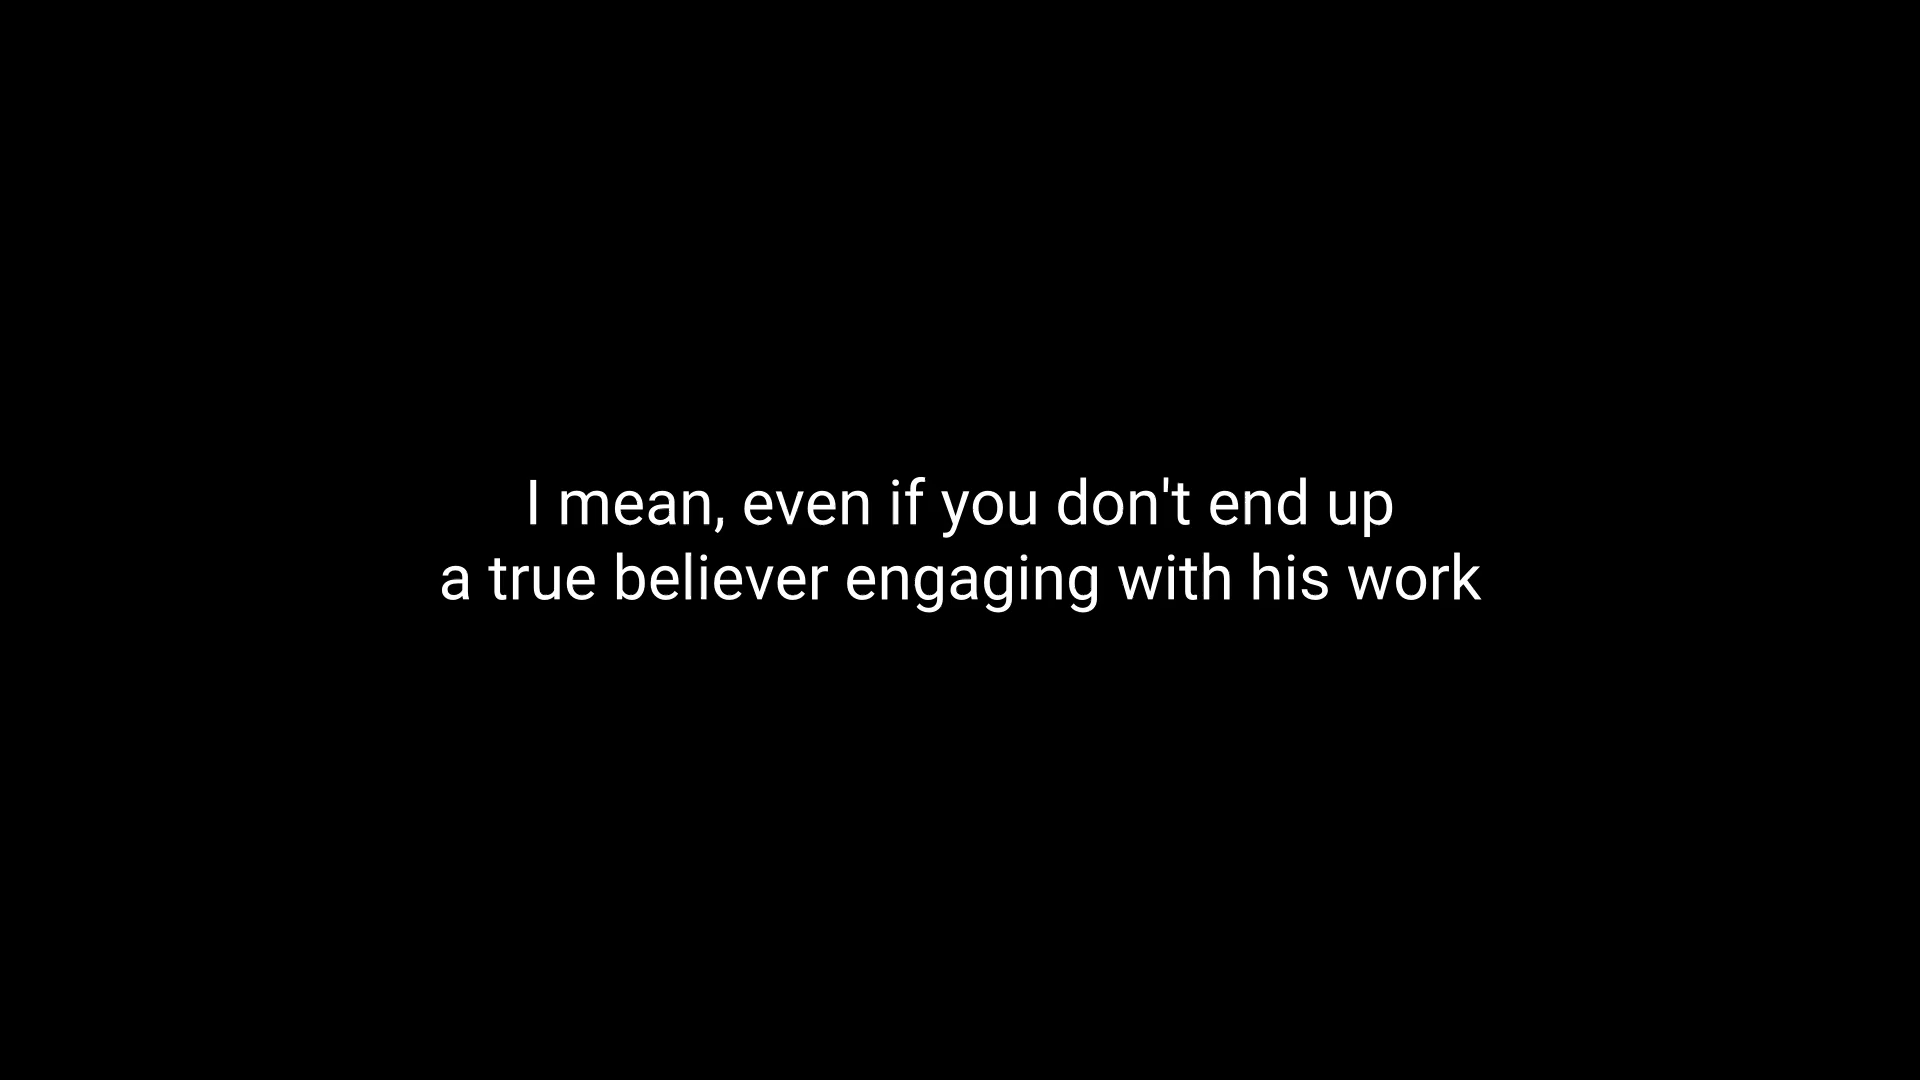 I mean, even if you don't end up
a true believer engaging with his work